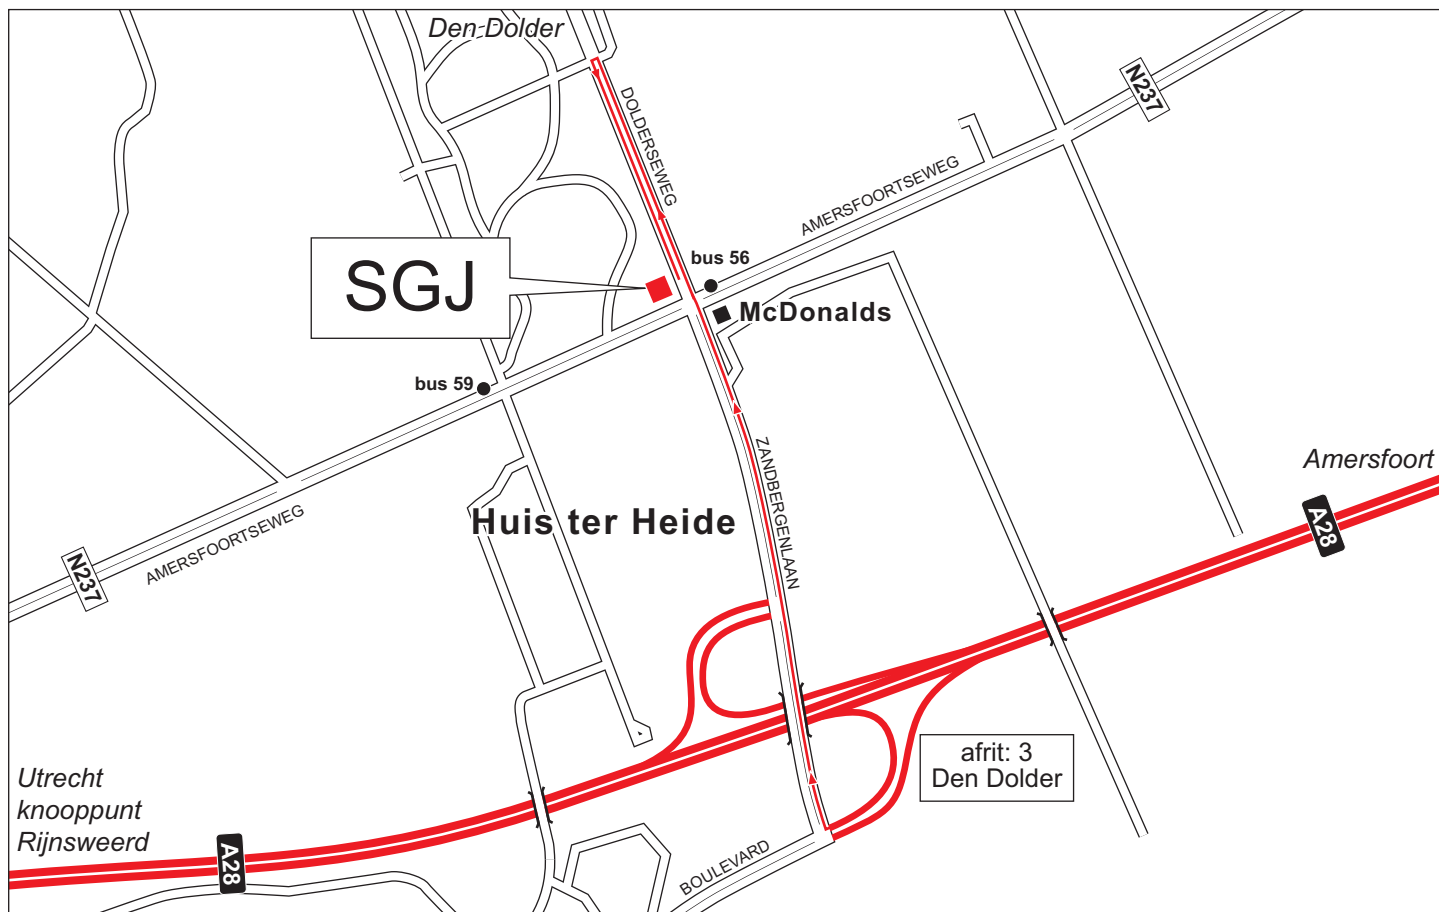 Den Dolder
N237
DOLDERSEWEG
AMERSFOORTSEWEG
SGJ
bus 56
McDonalds
bus 59
ZANDBERGENLAAN
Amersfoort
A28
Huis ter Heide
AMERSFOORTSEWEG
N237
afrit: 3
Den Dolder
Utrecht
knooppunt
Rijnsweerd
A28
BOULEVARD